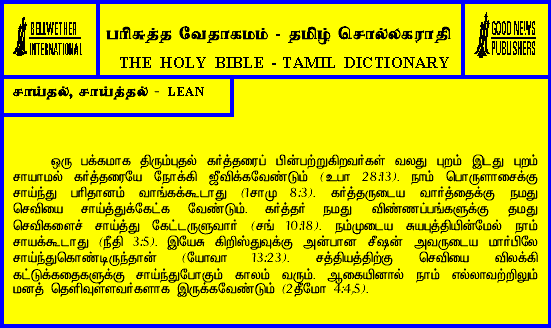 BELLWETHER
INTERNATIONAL
பரிசுத்த வேதாகமம் - தமிழ் சொல்லகராதி
THE HOLY BIBLE - TAMIL DICTIONARY
GOOD NEWS
PUBLISHERS
சாய்தல், சாய்த்தல் - LEAN
ஒரு பக்கமாக திரும்புதல் கர்த்தரைப் பின்பற்றுகிறவர்கள் வலது புறம் இடது புறம்
சாயாமல் கர்த்தரையே நோக்கி ஜீவிக்கவேண்டும் (உபா 28:13). நாம் பொருளாசைக்கு
சாய்ந்து பரிதானம் வாங்கக்கூடாது (1சாமு 8:3). கர்த்தருடைய வார்த்தைக்கு நமது
செவியை சாய்த்துக்கேட்க வேண்டும். கர்த்தர் நமது விண்ணப்பங்களுக்கு தமது
செவிகளைச் சாய்த்து கேட்டருளுவார் (சங் 10:18). நம்முடைய சுயபுத்தியின்மேல் நாம்
சாயக்கூடாது (நீதி 3:5). இயேசு கிறிஸ்துவுக்கு அன்பான சீஷன் அவருடைய மார்பிலே
சாய்ந்துகொண்டிருந்தான் (யோவா 13:23). சத்தியத்திற்கு செவியை விலக்கி
கட்டுக்கதைகளுக்கு சாய்ந்துபோகும் காலம் வரும். ஆகையினால் நாம் எல்லாவற்றிலும்
மனத் தெளிவுள்ளவர்களாக இருக்கவேண்டும் (2தீமோ 4:4,5).